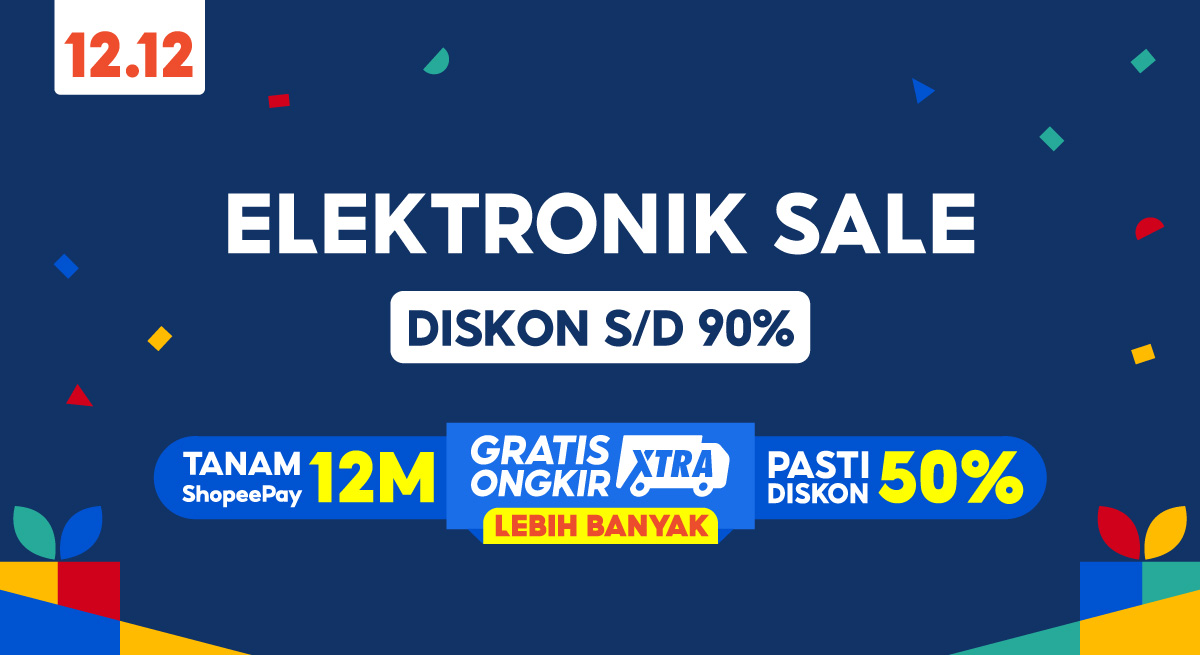 12.12
ELEKTRONIK SALE
DISKON S/D 90%
TANAM
ShopeePay
12M
GRATIS
ONGKIR
XTRA
LEBIH BANYAK
PASTI
DISKON
50%